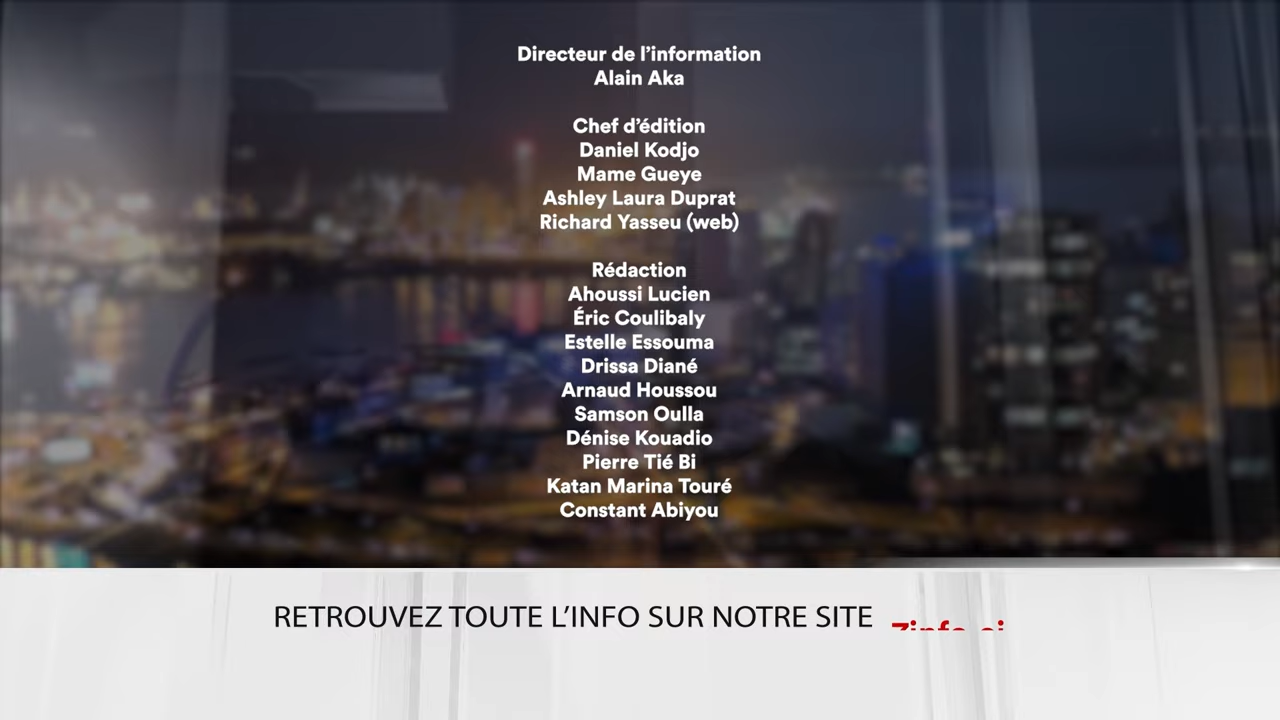 Directeur de l’information
Alain Aka
Chef d’édition
Daniel Kodjo
Mame Gueye
Ashley Laura Duprat
Richard Yasseu (web)
Rédaction
Ahoussi Lucien
Éric Coulibaly
Estelle Essouma
Drissa Diané
Arnaud Houssou
Samson Oulla
Dénise Kouadio
Pierre Tié Bi
Katan Marina Touré
Constant Abiyou
RETROUVEZ TOUTE L’INFO SUR NOTRE SITE